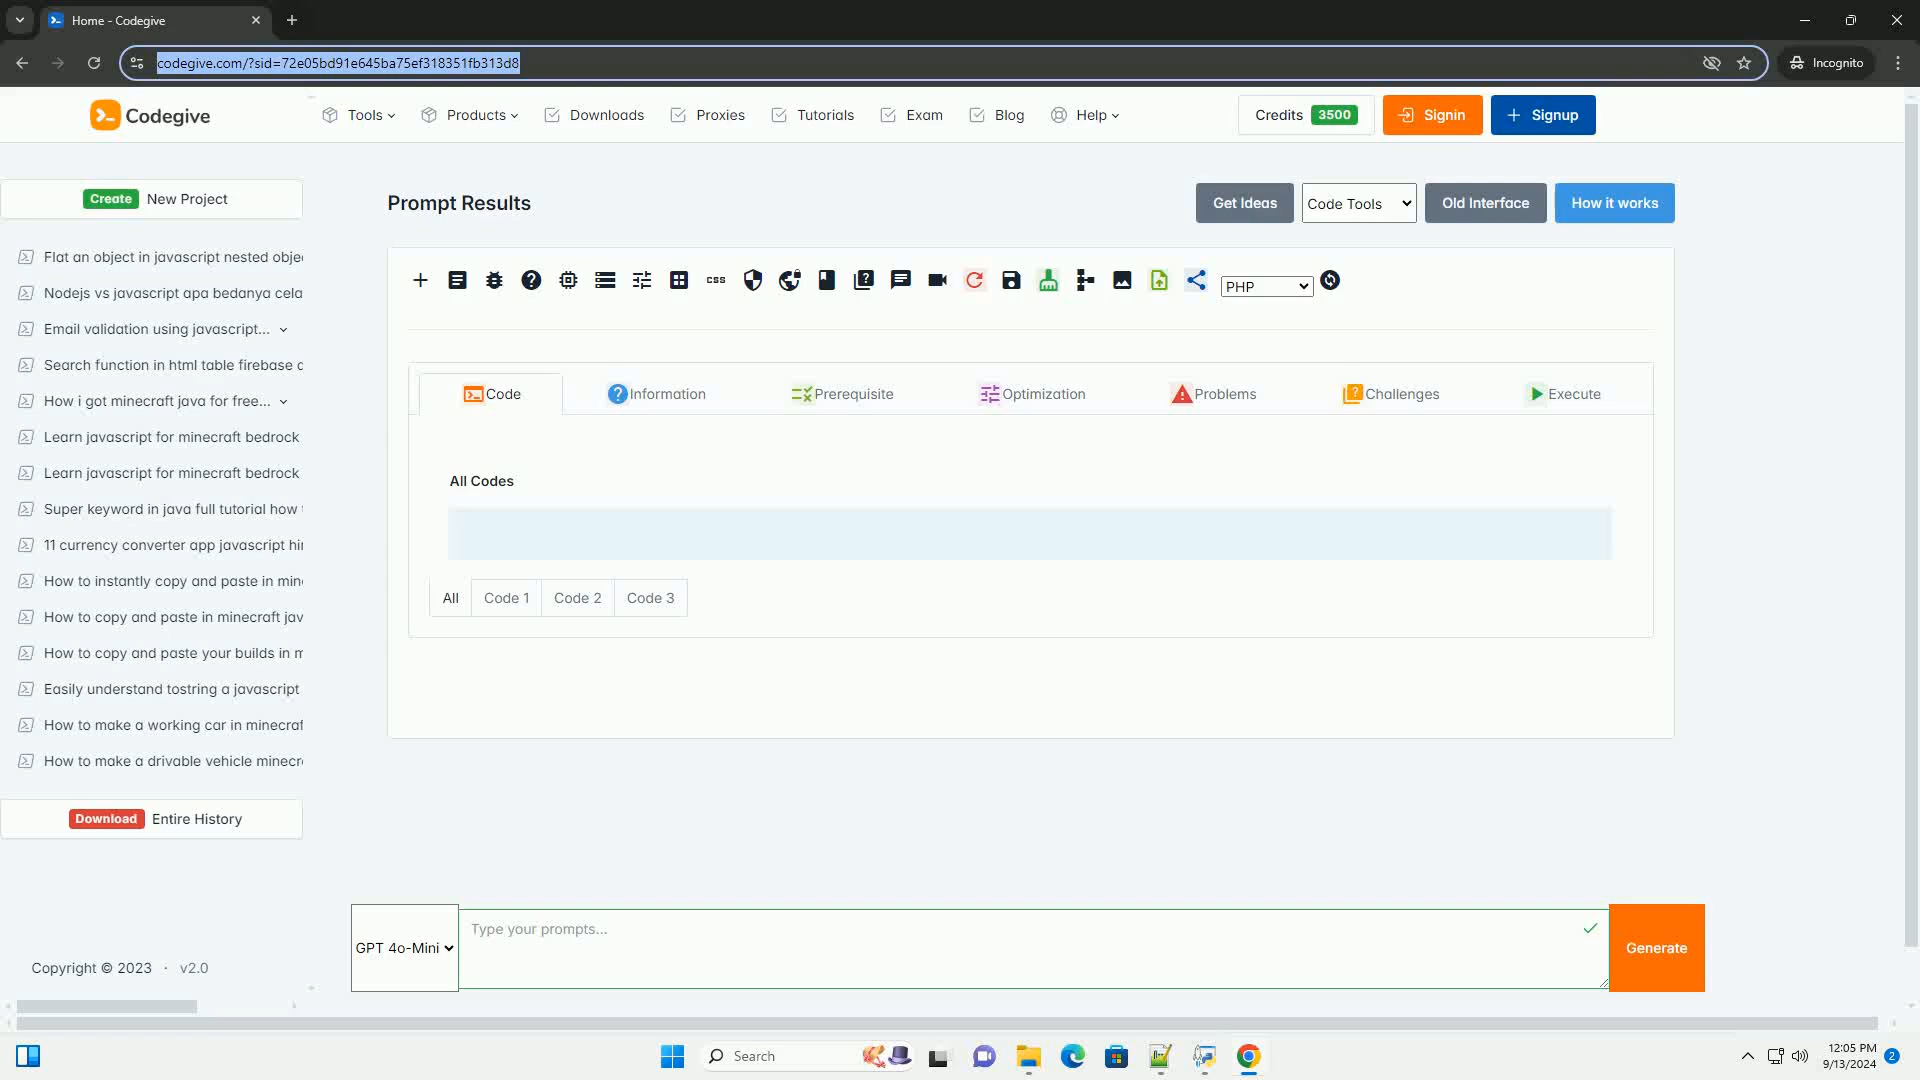 Home - Codegive
codegive.com/?sid=72e05bd91e645ba75ef318351fb313d8
Incognito
Codegive
Tools
Products
Downloads
Proxies
Tutorials
Exam
Blog
Help
Credits 3500
Signin
Signup
Create New Project
Flat an object in javascript nested obje
Nodejs vs javascript apa bedanya cela
Email validation using javascript...
Search function in html table firebase
How i got minecraft java for free...
Learn javascript for minecraft bedrock
Learn javascript for minecraft bedrock
Super keyword in java full tutorial how
11 currency converter app javascript hi
How to instantly copy and paste in min
How to copy and paste in minecraft jav
How to copy and paste your builds in
Easily understand tostring a javascript
How to make a working car in minecraf
How to make a drivable vehicle minecr
Download Entire History
Copyright © 2023 · v2.0
Prompt Results
Get Ideas
Code Tools
Old Interface
How it works
css
PHP
Code
Information
Prerequisite
Optimization
Problems
Challenges
Execute
All Codes
All
Code 1
Code 2
Code 3
GPT 4o-Mini
Type your prompts...
Generate
Search
12:05 PM
9/13/2024
2